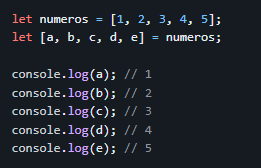 let numeros = [1, 2, 3, 4, 5];
let [a, b, c, d, e] = numeros;
console.log(a); // 1
console.log(b); // 2
console.log(c); // 3
console.log(d); // 4
console.log(e); // 5